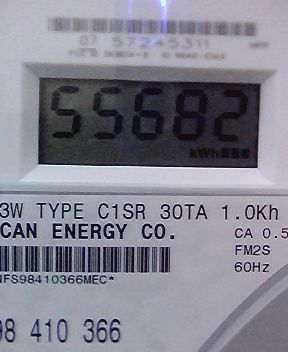 07 57245311
55682
kWh
3W TYPE C1SR 30TA 1.0Kh
CAN ENERGY CO.
CA 0.5
FM2S
60Hz
NFS98410366MEC*
98 410 366